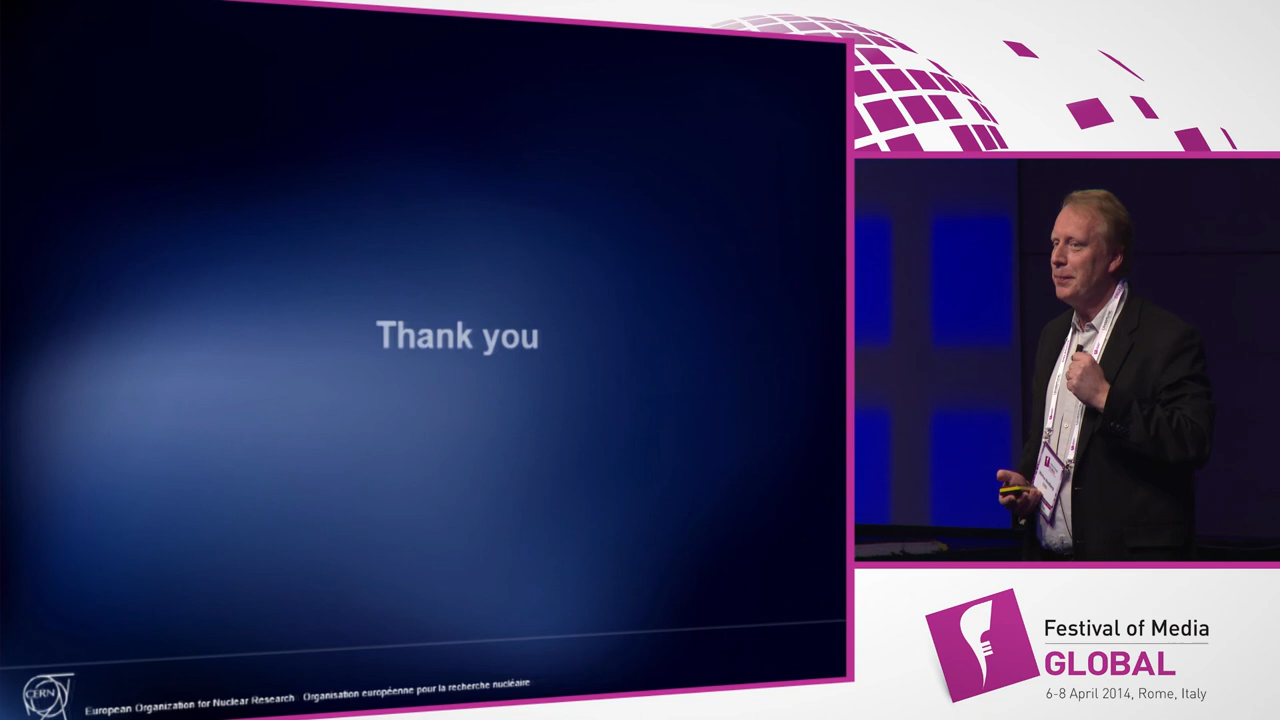 Thank you
CERN
European Organization for Nuclear Research Organisation européenne pour la recherche nucléaire
Festival of Media
GLOBAL
6-8 April 2014, Rome, Italy